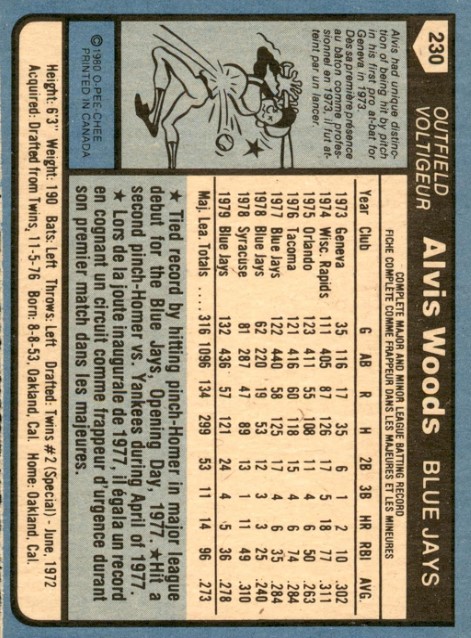 230
OUTFIELD
VOLTIGEUR
Alvis Woods BLUE JAYS
Alvis had unique distinc-
tion of being hit by pitch
in his first pro at-bat for
Geneva in 1973.
Dès sa première présence
au bâton comme profes-
sionnel en 1973, il fut at-
teint par un lancer.
©1980 O-PEE-CHEE
PRINTED IN CANADA
COMPLETE MAJOR AND MINOR LEAGUE BATTING RECORD
FICHE COMPLÈTE COMME FRAPPEUR DANS LES MAJEURES ET LES MINEURES
Year Club G AB R H 2B 3B HR RBI AVG.
1973 Geneva 35 116 17 35 6 1 2 10 .302
1974 Wisc. Rapids 111 405 87 126 11 5 18 77 .311
1975 Orlando 123 411 55 108 11 4 6 50 .263
1976 Tacoma 121 416 60 118 15 4 6 74 .284
1977 Blue Jays 122 440 58 125 17 4 6 35 .284
1978 Blue Jays 62 220 19 53 12 3 3 25 .240
1978 Syracuse 81 287 47 89 13 1 11 49 .310
1979 Blue Jays 132 436 57 121 24 4 5 36 .278
Maj. Lea. Totals ..... 316 1096 134 299 53 11 14 96 .273
★ Tied record by hitting pinch-Homer in major league
debut for the Blue Jays, Opening Day, 1977. ★Hit a
second pinch-Homer vs. Yankees during April of 1977.
★ Lors de la joute inaugurale de 1977, il égala un record
en cognant un circuit comme frappeur d'urgence durant
son premier match dans les majeures.
Height: 6'3" Weight: 190 Bats: Left Throws: Left Drafted: Twins #2 (Special) - June, 1972
Acquired: Drafted from Twins, 11-5-76 Born: 8-8-53, Oakland, Cal. Home: Oakland, Cal.